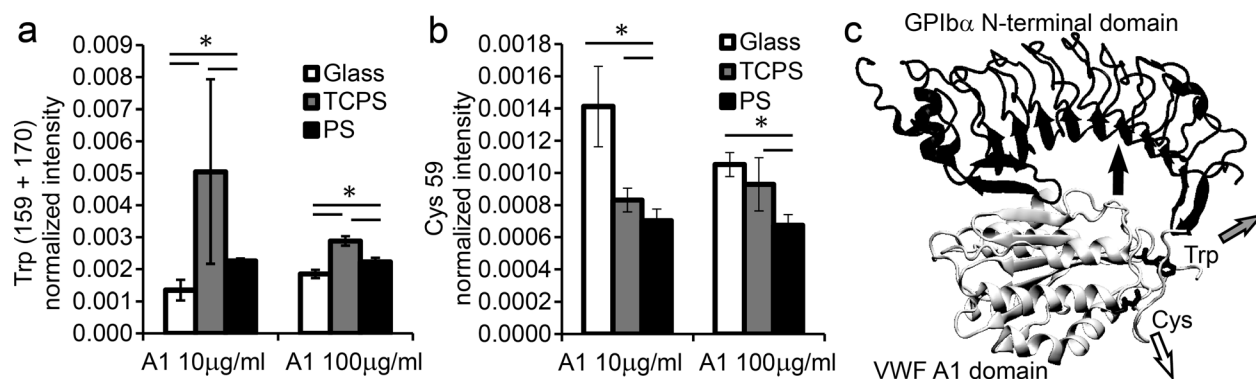 a
Trp (159 + 170)
normalized intensity
0.009
0.008
0.007
0.006
0.005
0.004
0.003
0.002
0.001
0.000
*
*
Glass
TCPS
PS
A1 10µg/ml
A1 100µg/ml
b
Cys 59
normalized intensity
0.0018
0.0016
0.0014
0.0012
0.0010
0.0008
0.0006
0.0004
0.0002
0.0000
*
*
Glass
TCPS
PS
A1 10µg/ml
A1 100µg/ml
c
GPIbα N-terminal domain
Trp
Cys
VWF A1 domain